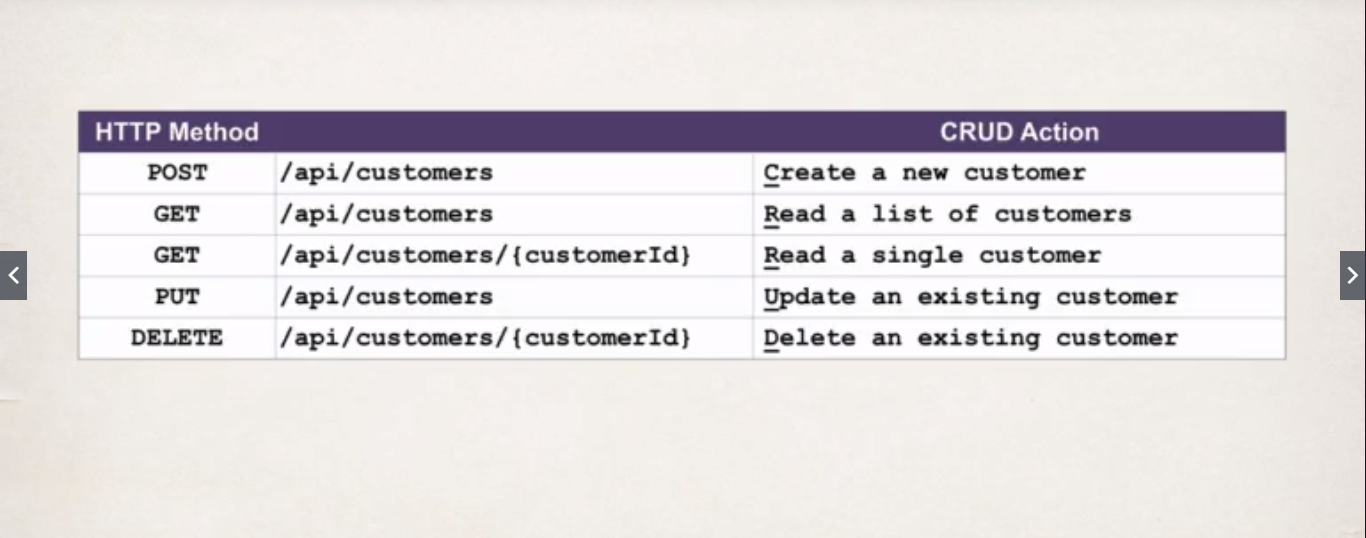 HTTP Method CRUD Action
POST /api/customers Create a new customer
GET /api/customers Read a list of customers
GET /api/customers/{customerId} Read a single customer
PUT /api/customers Update an existing customer
DELETE /api/customers/{customerId} Delete an existing customer